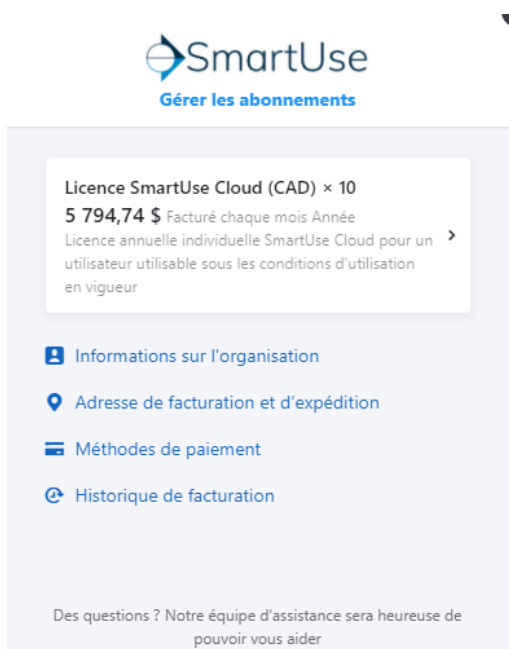 SmartUse
Gérer les abonnements
Licence SmartUse Cloud (CAD) × 10
5 794,74 $ Facturé chaque mois Année
Licence annuelle individuelle SmartUse Cloud pour un
utilisateur utilisable sous les conditions d'utilisation
en vigueur
Informations sur l'organisation
Adresse de facturation et d’expédition
Méthodes de paiement
Historique de facturation
Des questions ? Notre équipe d’assistance sera heureuse de
pouvoir vous aider